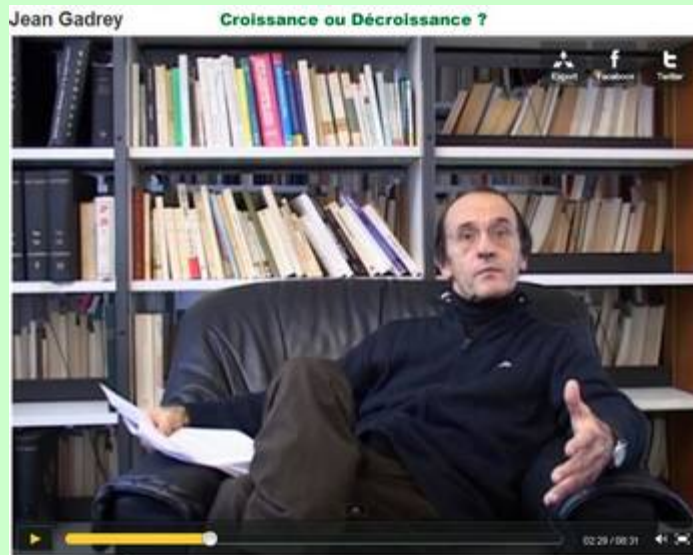 Jean Gadrey Croissance ou Décroissance ?
Export Facebook Twitter
02:29 / 08:31